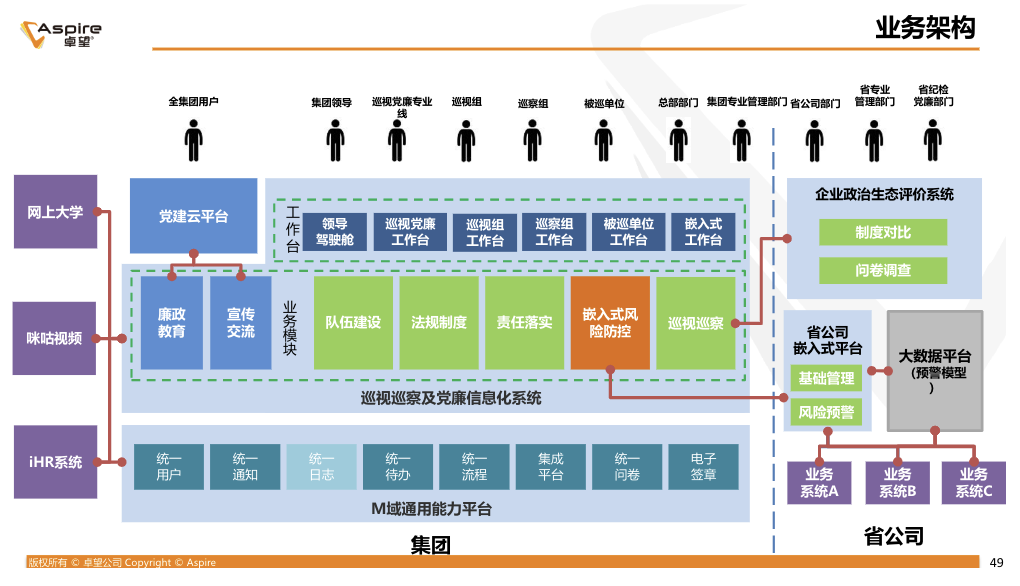 Aspire
卓望
业务架构
全集团用户
集团领导
巡视党廉专业
线
巡视组
巡察组
被巡单位
总部部门
集团专业管理部门
省公司部门
省专业
管理部门
省纪检
党廉部门
网上大学
咪咕视频
iHR系统
党建云平台
工
作
台
领导
驾驶舱
巡视党廉
工作台
巡视组
工作台
巡察组
工作台
被巡单位
工作台
嵌入式
工作台
廉政
教育
宣传
交流
业
务
模
块
队伍建设
法规制度
责任落实
嵌入式风
险防控
巡视巡察
巡视巡察及党廉信息化系统
统一
用户
统一
通知
统一
日志
统一
待办
统一
流程
集成
平台
统一
问卷
电子
签章
M域通用能力平台
集团
企业政治生态评价系统
制度对比
问卷调查
省公司
嵌入式平台
基础管理
风险预警
大数据平台
(预警模型
)
业务
系统A
业务
系统B
业务
系统C
省公司
版权所有 © 卓望公司 Copyright © Aspire
49